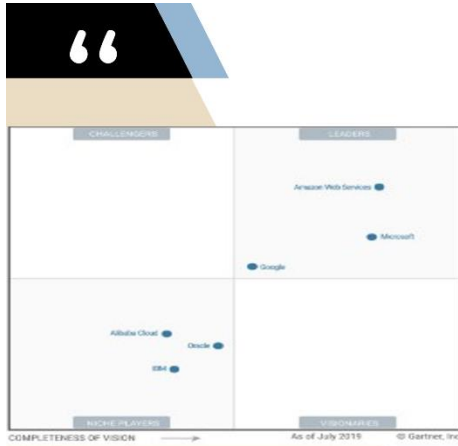 “
CHALLENGERS LEADERS
Amazon Web Services
Microsoft
Google
Alibaba Cloud
Oracle
IBM
NICHE PLAYERS VISIONARIES
COMPLETENESS OF VISION As of July 2019 © Gartner, Inc